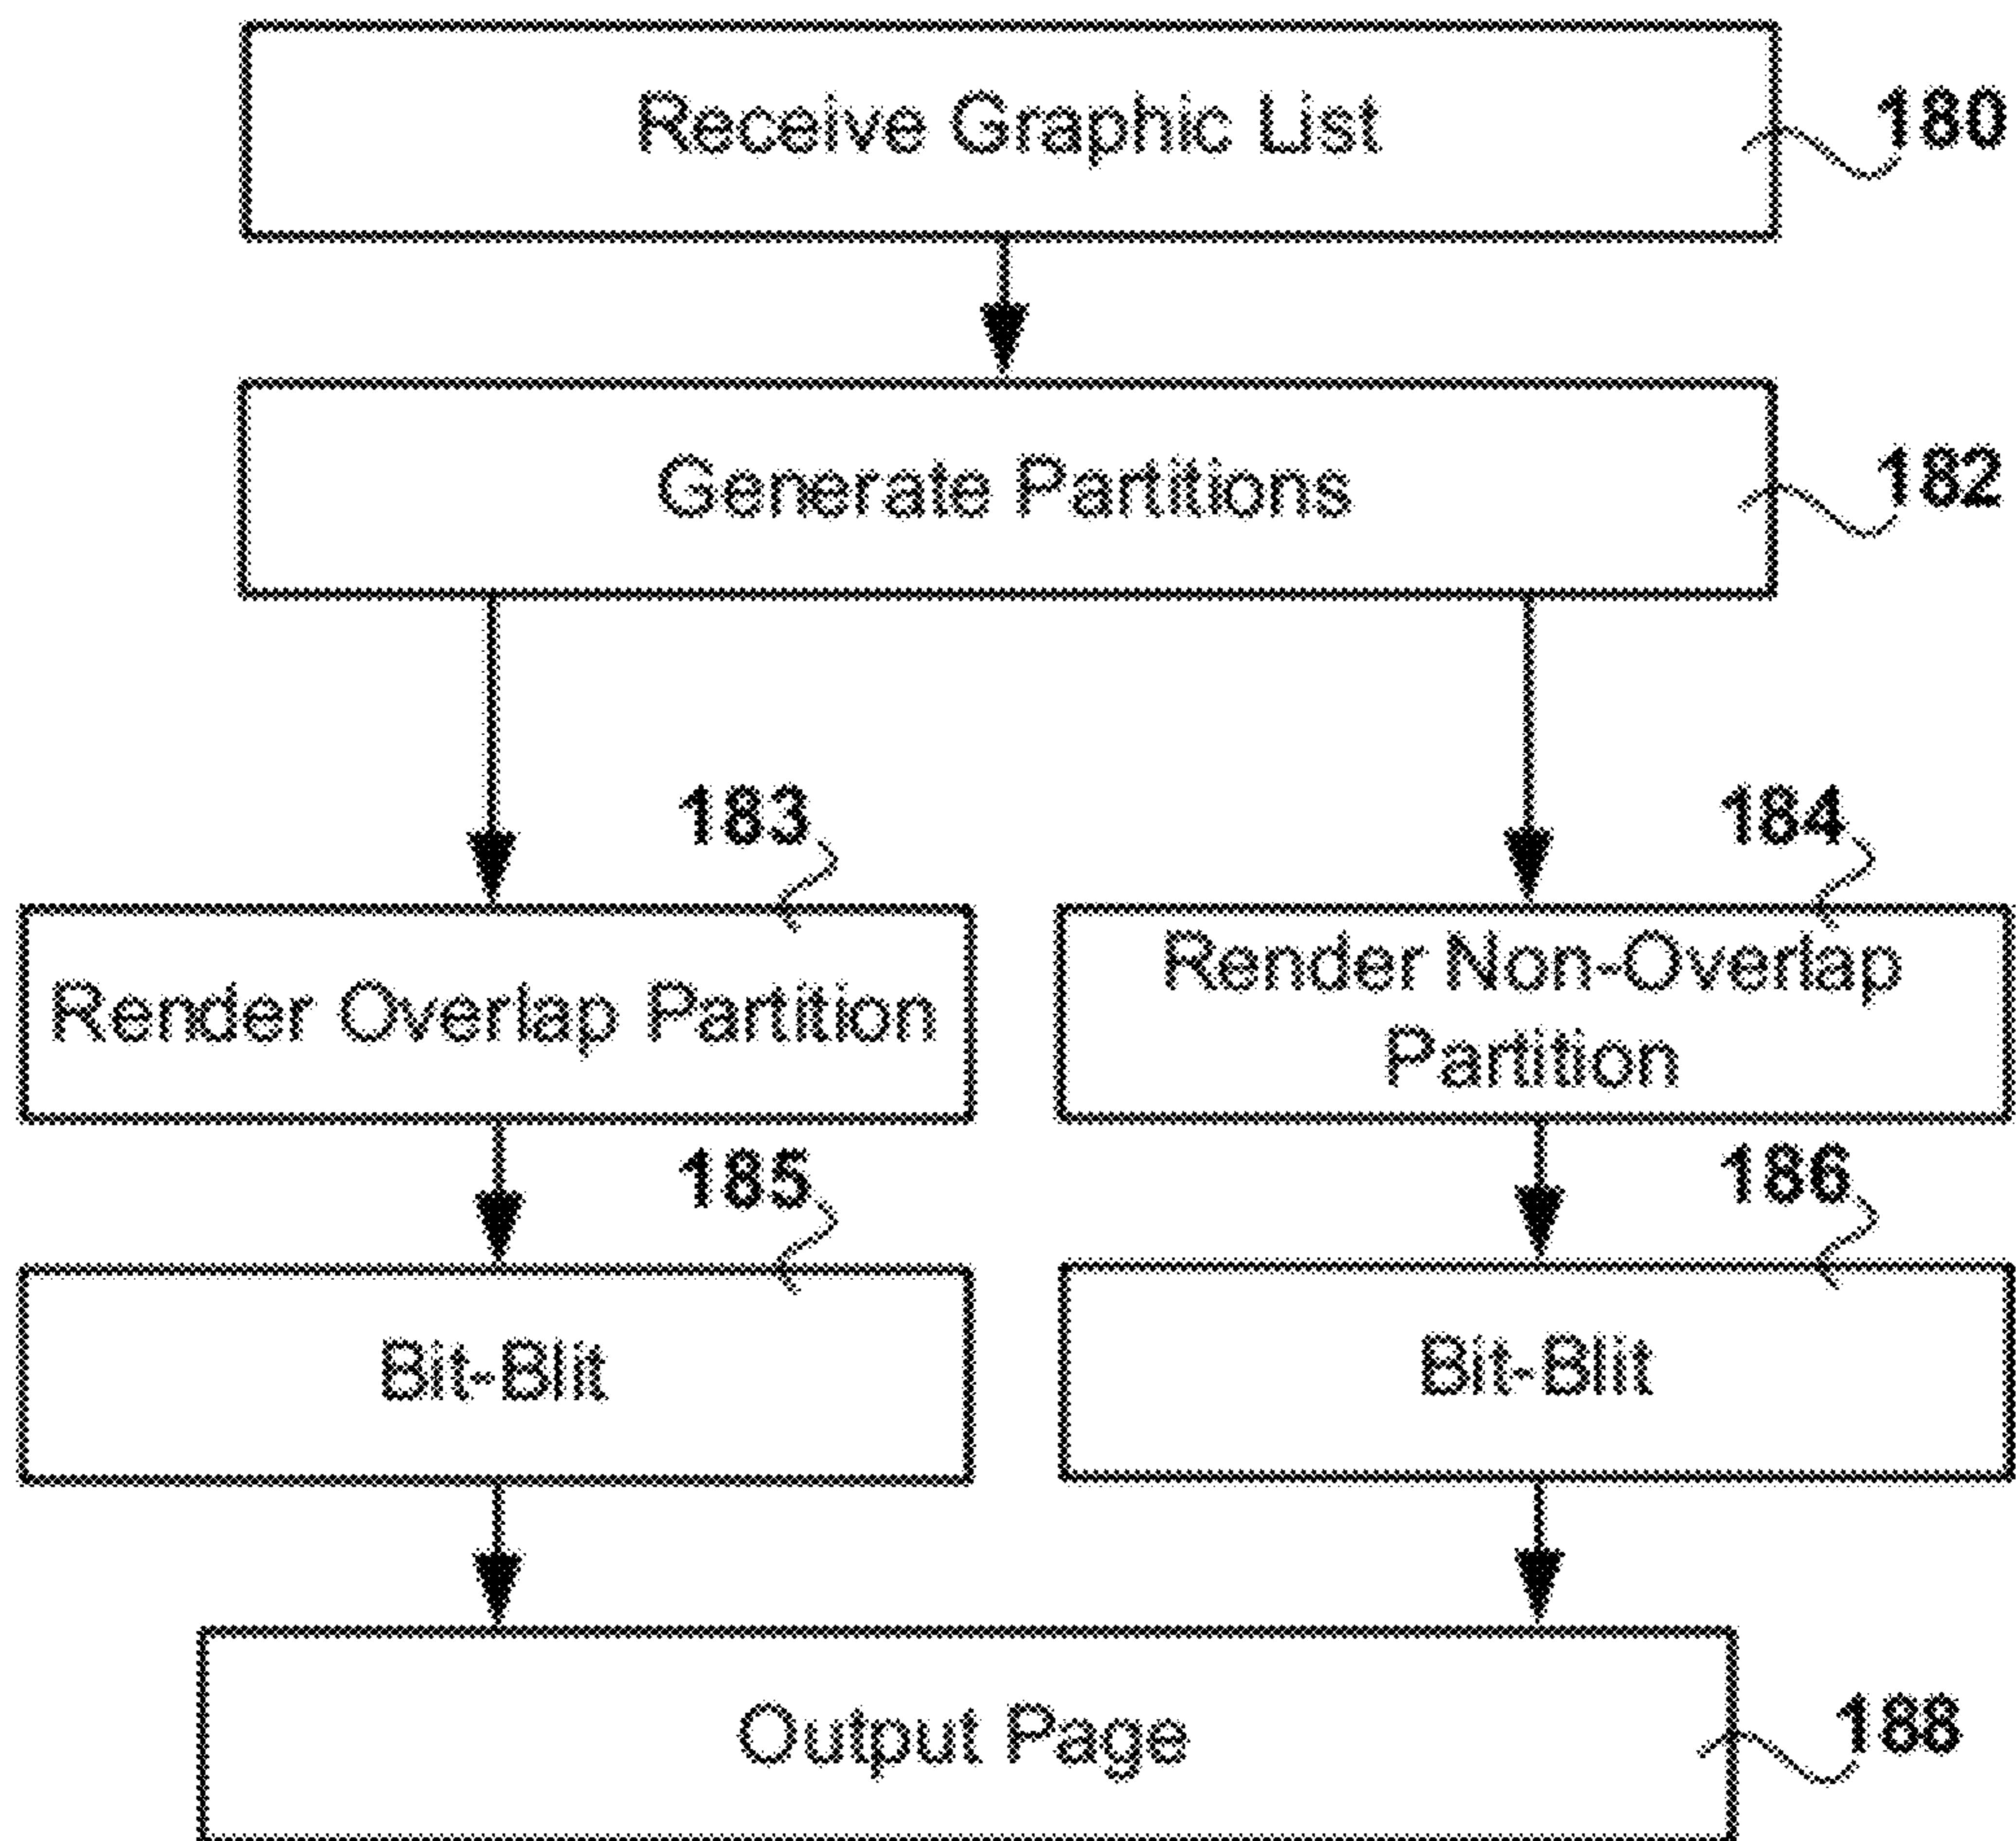 Receive Graphic List
180
Generate Partitions
182
183
184
Render Overlap Partition
Render Non-Overlap
Partition
185
186
Bit-Blit
Bit-Blit
Output Page
188